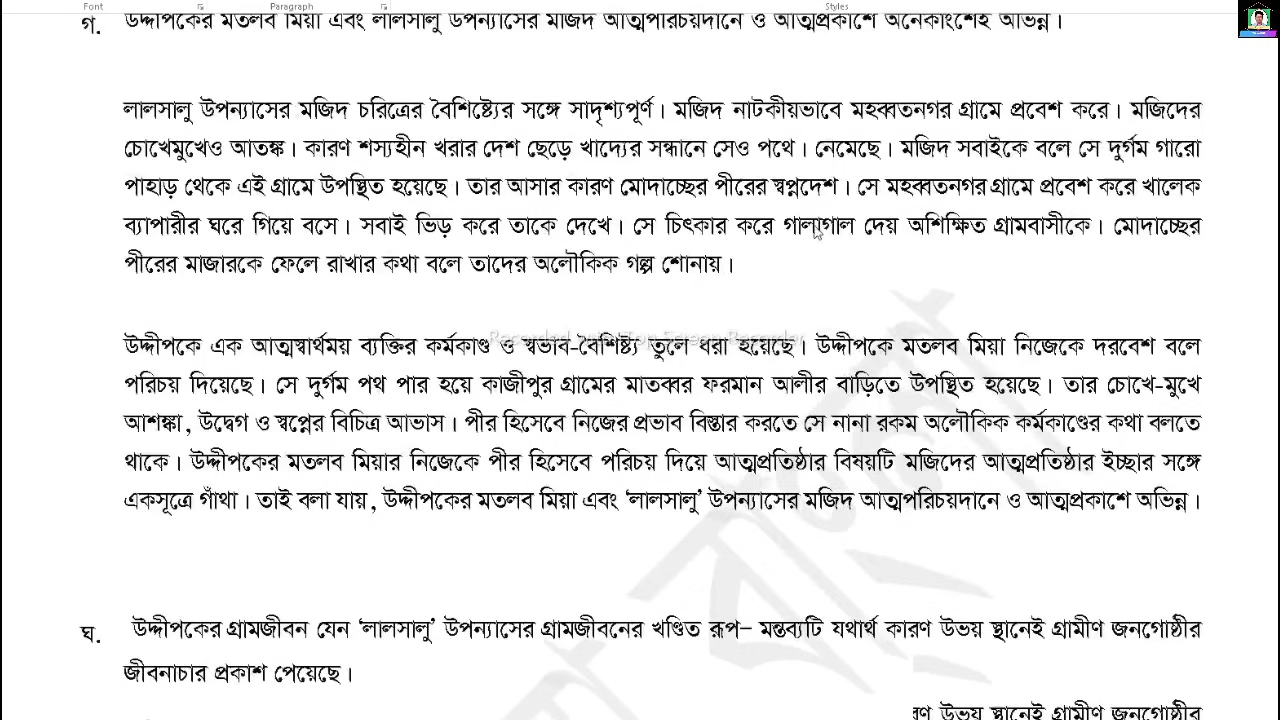 Font Paragraph Styles
গ. উদ্দীপকের মতলব মিয়া এবং লালসালু উপন্যাসের মজিদ আত্মপরিচয়দানে ও আত্মপ্রকাশে অনেকাংশেই অভিন্ন।
লালসালু উপন্যাসের মজিদ চরিত্রের বৈশিষ্ট্যের সঙ্গে সাদৃশ্যপূর্ণ। মজিদ নাটকীয়ভাবে মহব্বতনগর গ্রামে প্রবেশ করে। মজিদের
চোখেমুখেও আতঙ্ক। কারণ শস্যহীন খরার দেশ ছেড়ে খাদ্যের সন্ধানে সেও পথে। নেমেছে। মজিদ সবাইকে বলে সে দুর্গম গারো
পাহাড় থেকে এই গ্রামে উপস্থিত হয়েছে। তার আসার কারণ মোদাচ্ছের পীরের স্বপ্নদেশ। সে মহব্বতনগর গ্রামে প্রবেশ করে খালেক
ব্যাপারীর ঘরে গিয়ে বসে। সবাই ভিড় করে তাকে দেখে। সে চিৎকার করে গালাগাল দেয় অশিক্ষিত গ্রামবাসীকে। মোদাচ্ছের
পীরের মাজারকে ফেলে রাখার কথা বলে তাদের অলৌকিক গল্প শোনায়।
Recorded with iTop Screen Recorder
উদ্দীপকে এক আত্মস্বার্থময় ব্যক্তির কর্মকাণ্ড ও স্বভাব-বৈশিষ্ট্য তুলে ধরা হয়েছে। উদ্দীপকে মতলব মিয়া নিজেকে দরবেশ বলে
পরিচয় দিয়েছে। সে দুর্গম পথ পার হয়ে কাজীপুর গ্রামের মাতব্বর ফরমান আলীর বাড়িতে উপস্থিত হয়েছে। তার চোখে-মুখে
আশঙ্কা, উদ্বেগ ও স্বপ্নের বিচিত্র আভাস। পীর হিসেবে নিজের প্রভাব বিস্তার করতে সে নানা রকম অলৌকিক কর্মকাণ্ডের কথা বলতে
থাকে। উদ্দীপকের মতলব মিয়ার নিজেকে পীর হিসেবে পরিচয় দিয়ে আত্মপ্রতিষ্ঠার বিষয়টি মজিদের আত্মপ্রতিষ্ঠার ইচ্ছার সঙ্গে
একসূত্রে গাঁথা। তাই বলা যায়, উদ্দীপকের মতলব মিয়া এবং ‘লালসালু’ উপন্যাসের মজিদ আত্মপরিচয়দানে ও আত্মপ্রকাশে অভিন্ন।
ঘ. উদ্দীপকের গ্রামজীবন যেন ‘লালসালু’ উপন্যাসের গ্রামজীবনের খণ্ডিত রূপ– মন্তব্যটি যথার্থ কারণ উভয় স্থানেই গ্রামীণ জনগোষ্ঠীর
জীবনাচার প্রকাশ পেয়েছে।
উভয় স্থানেই গ্রামীণ জনগোষ্ঠীর